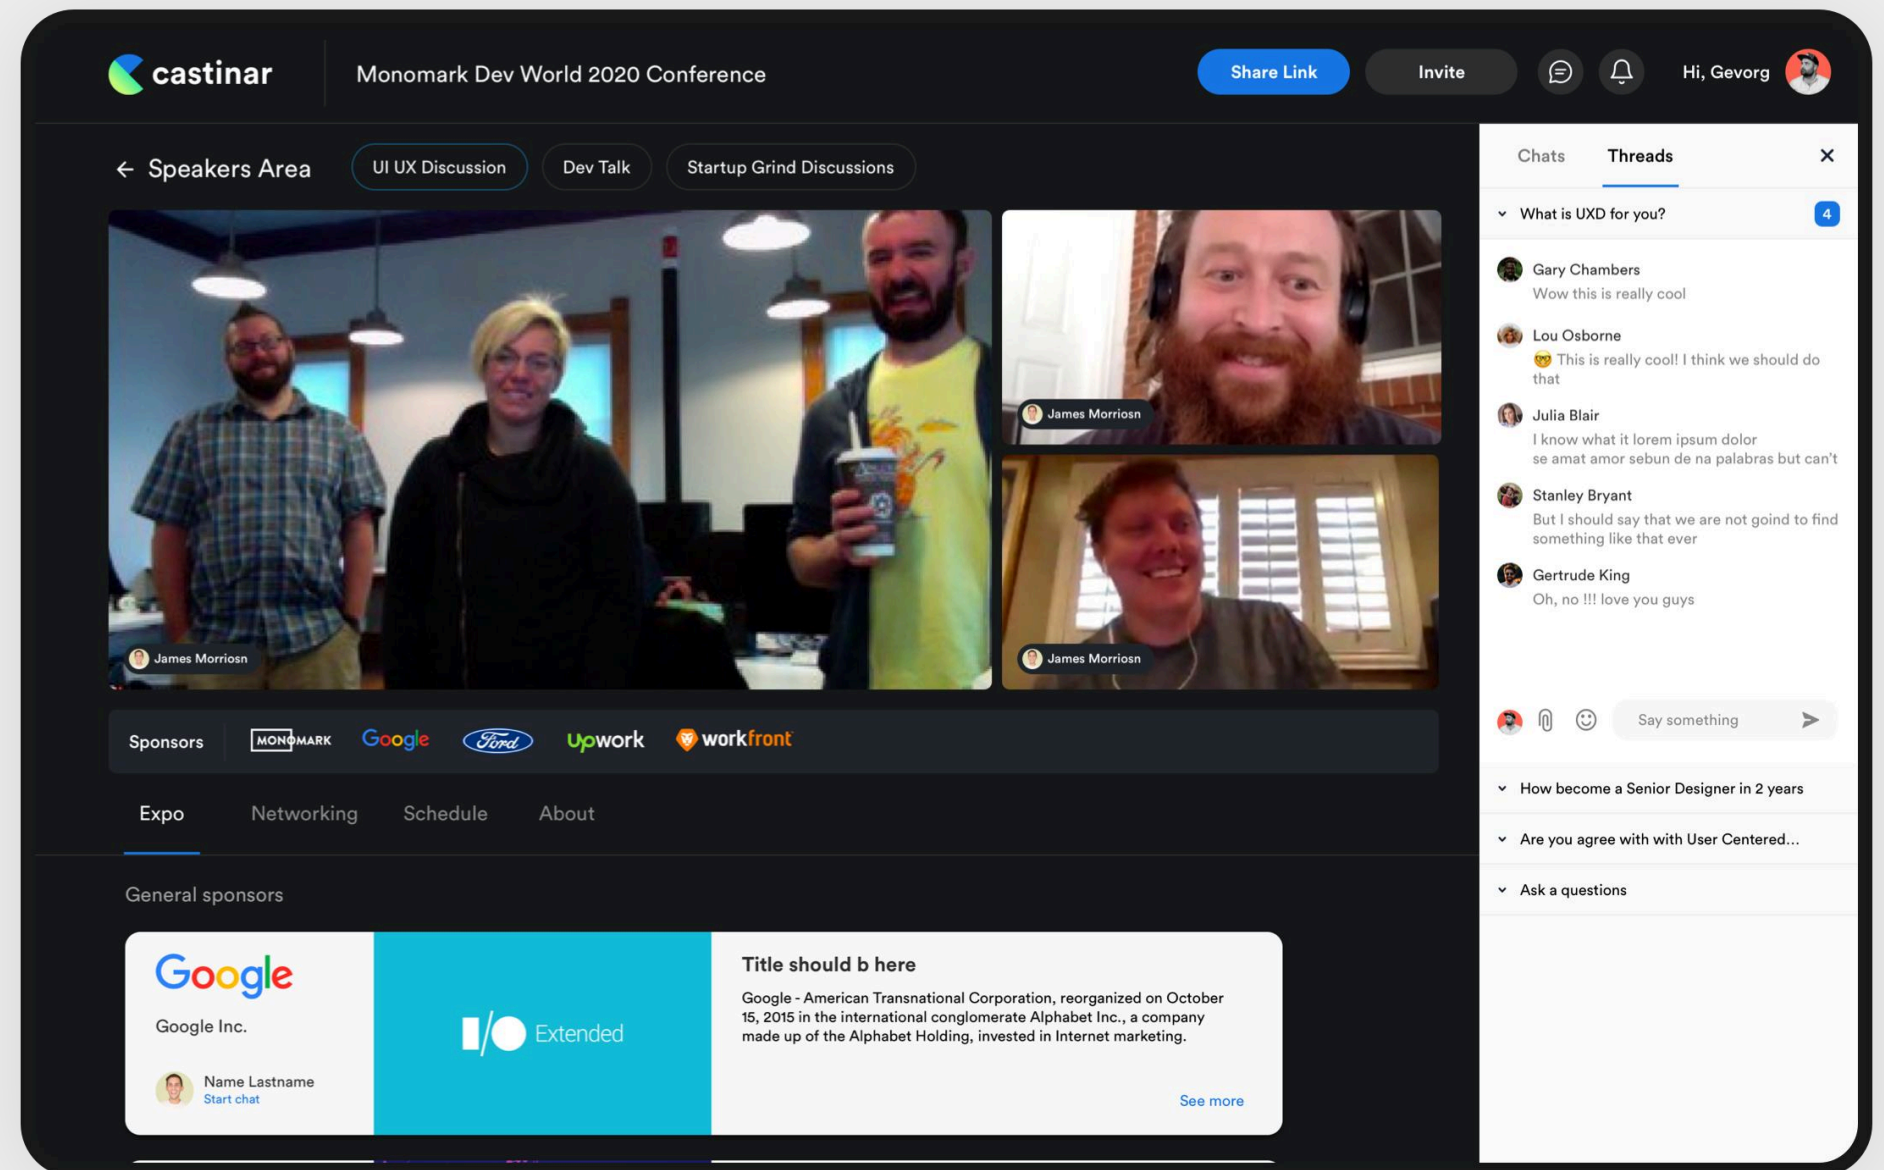 castinar
Monomark Dev World 2020 Conference
Share Link
Invite
Hi, Gevorg
Speakers Area
UI UX Discussion
Dev Talk
Startup Grind Discussions
James Morriosn
James Morriosn
James Morriosn
Sponsors
MONOMARK
Google
Ford
Upwork
workfront
Expo
Networking
Schedule
About
General sponsors
Google
Google Inc.
Name Lastname
Start chat
I/O Extended
Title should b here
Google - American Transnational Corporation, reorganized on October
15, 2015 in the international conglomerate Alphabet Inc., a company
made up of the Alphabet Holding, invested in Internet marketing.
See more
Chats
Threads
What is UXD for you?
4
Gary Chambers
Wow this is really cool
Lou Osborne
🤓 This is really cool! I think we should do
that
Julia Blair
I know what it lorem ipsum dolor
se amat amor sebun de na palabras but can't
Stanley Bryant
But I should say that we are not goind to find
something like that ever
Gertrude King
Oh, no !!! love you guys
Say something
How become a Senior Designer in 2 years
Are you agree with with User Centered...
Ask a questions